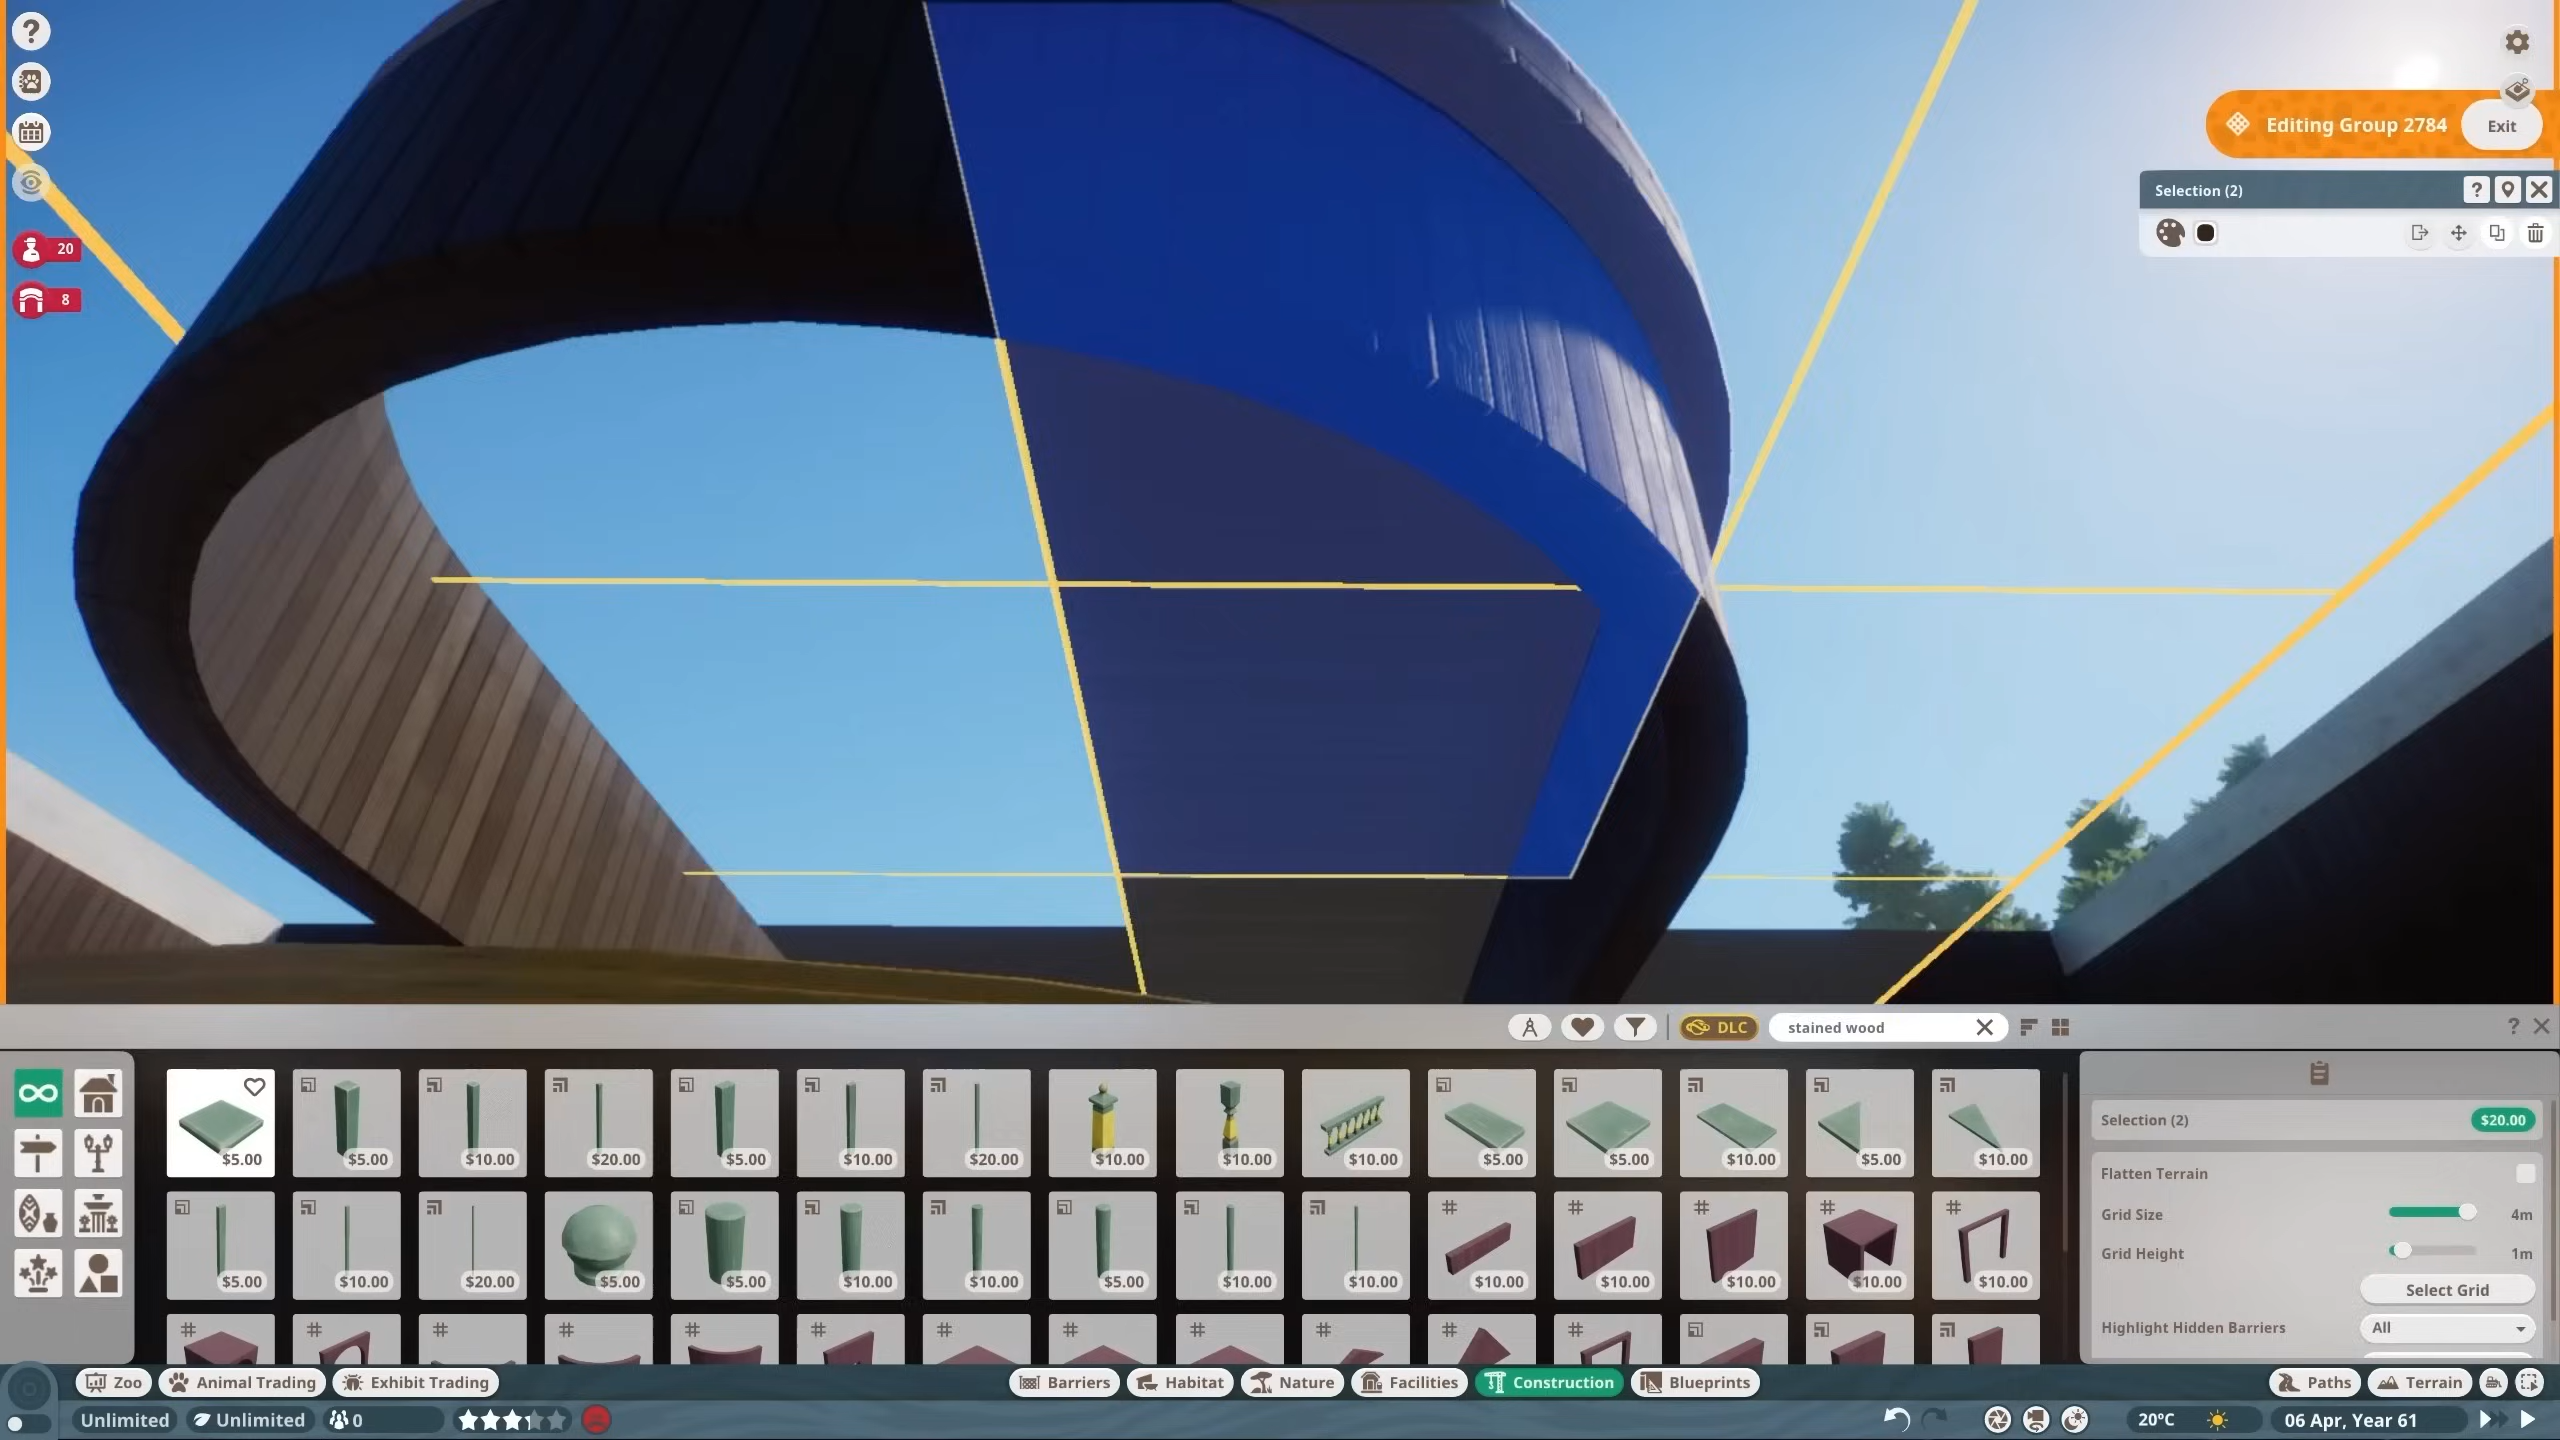 Editing Group 2784
Exit
Selection (2)
?
20
8
DLC
stained wood
?
$5.00 $5.00 $10.00 $20.00 $5.00 $10.00 $20.00 $10.00 $10.00 $10.00 $5.00 $5.00 $10.00 $5.00 $10.00
$5.00 $10.00 $20.00 $5.00 $5.00 $10.00 $10.00 $5.00 $10.00 $10.00 $10.00 $10.00 $10.00 $10.00 $10.00
Selection (2) $20.00
Flatten Terrain
Grid Size 4m
Grid Height 1m
Select Grid
Highlight Hidden Barriers All
Zoo Animal Trading Exhibit Trading Barriers Habitat Nature Facilities Construction Blueprints Paths Terrain
Unlimited Unlimited 0 20°C 06 Apr, Year 61